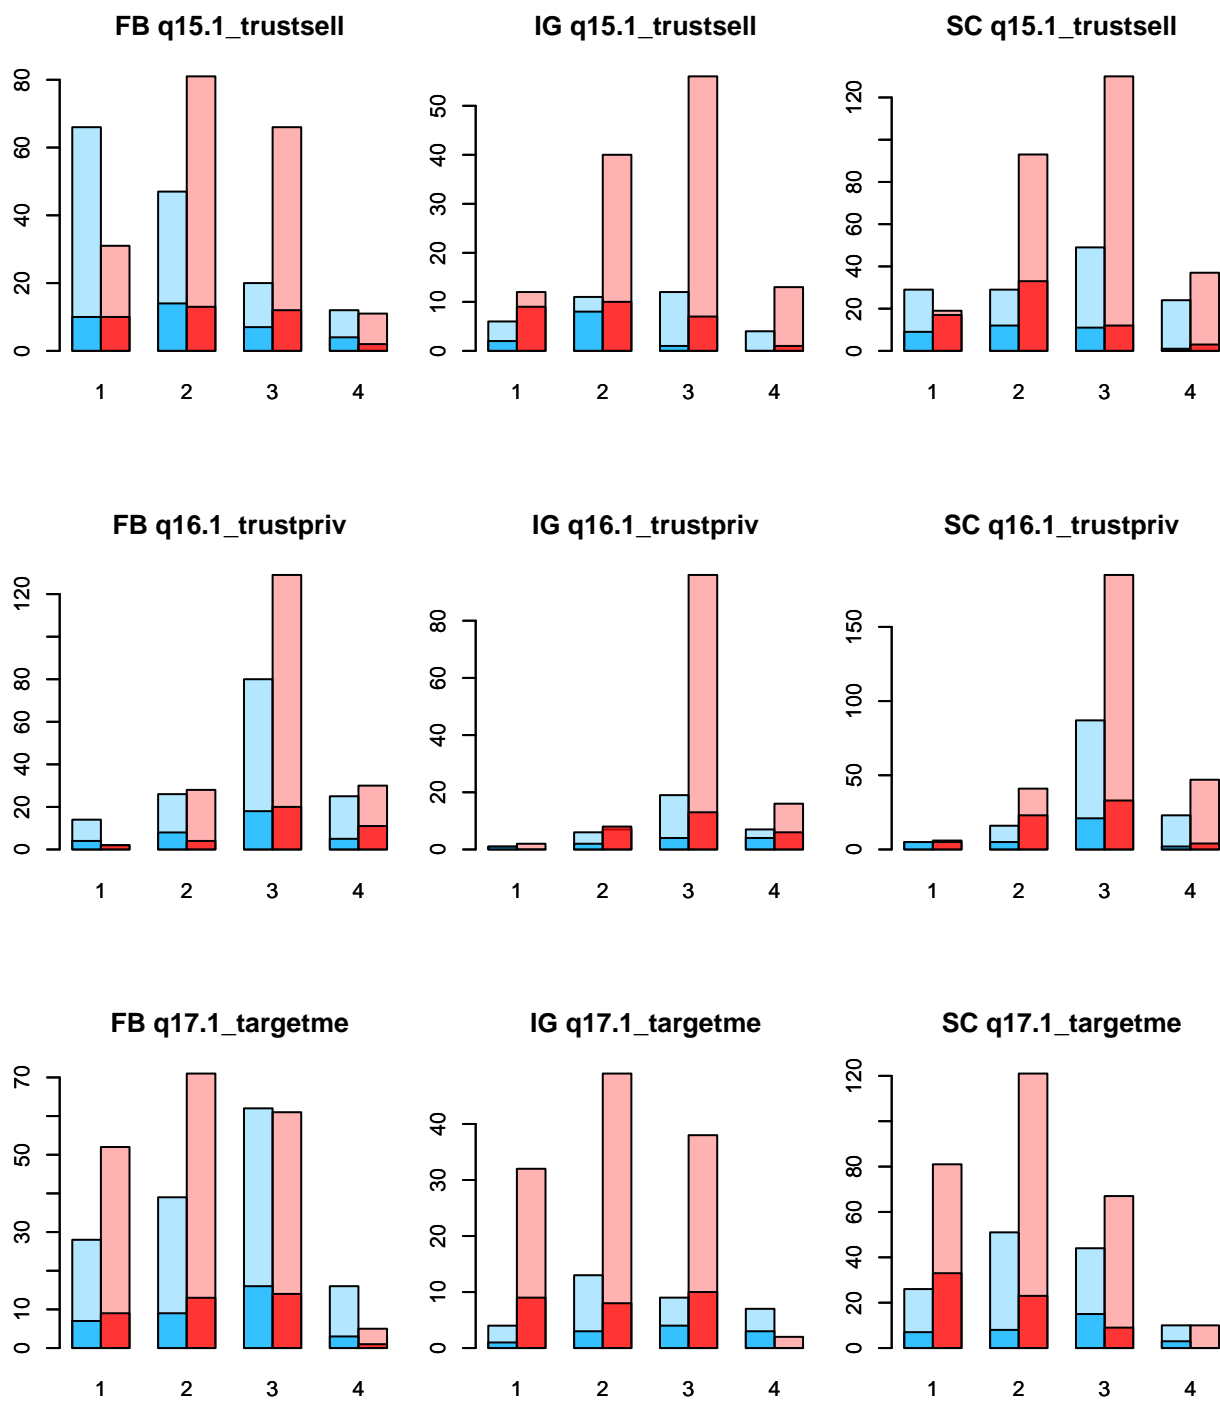 FB q15.1_trustsell
IG q15.1_trustsell
SC q15.1_trustsell
80
60
40
20
0
1 2 3 4
50
40
30
20
10
0
1 2 3 4
120
80
60
40
20
0
1 2 3 4
FB q16.1_trustpriv
IG q16.1_trustpriv
SC q16.1_trustpriv
120
80
60
40
20
0
1 2 3 4
80
60
40
20
0
1 2 3 4
150
100
50
0
1 2 3 4
FB q17.1_targetme
IG q17.1_targetme
SC q17.1_targetme
70
50
30
10
0
1 2 3 4
40
30
20
10
0
1 2 3 4
120
80
60
40
20
0
1 2 3 4